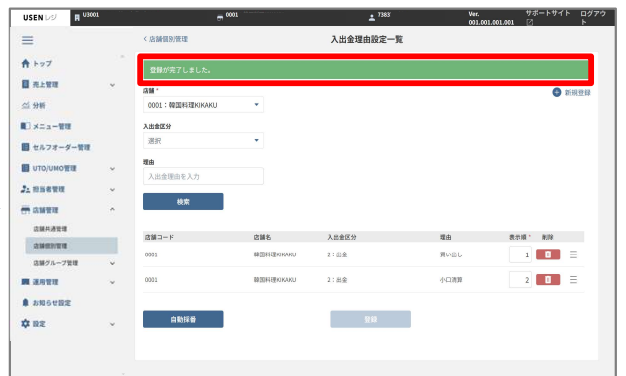 USEN レジ
U3001
0001
7383
Ver.
001.001.001.001
サポートサイト
ログアウト
トップ
売上管理
分析
メニュー管理
セルフオーダー管理
UTO/UMO管理
担当者管理
店舗管理
店舗共通管理
店舗個別管理
店舗グループ管理
運用管理
お知らせ設定
設定
< 店舗個別管理
入出金理由設定一覧
登録が完了しました。
店舗 *
新規登録
0001：韓国料理KIKAKU
入出金区分
選択
理由
入出金理由を入力
検索
店舗コード 店舗名 入出金区分 理由 表示順 * 削除
0001 韓国料理KIKAKU 2：出金 買い出し 1
0001 韓国料理KIKAKU 2：出金 小口清算 2
自動採番
登録